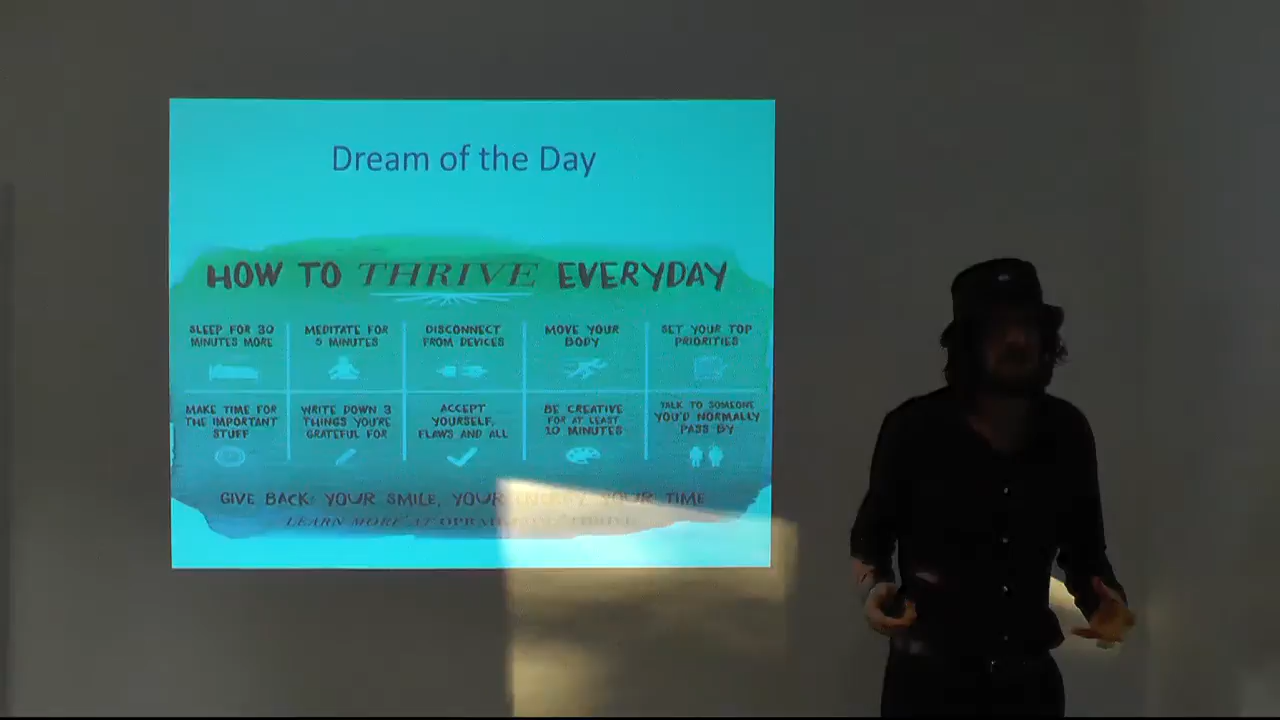 Dream of the Day
HOW TO THRIVE EVERYDAY
SLEEP FOR 30
MINUTES MORE
MEDITATE FOR
5 MINUTES
DISCONNECT
FROM DEVICES
MOVE YOUR
BODY
SET YOUR TOP
PRIORITIES
MAKE TIME FOR
THE IMPORTANT
STUFF
WRITE DOWN 3
THINGS YOU'RE
GRATEFUL FOR
ACCEPT
YOURSELF,
FLAWS AND ALL
BE CREATIVE
FOR AT LEAST
10 MINUTES
TALK TO SOMEONE
YOU'D NORMALLY
PASS BY
GIVE BACK: YOUR SMILE, YOUR ENERGY, YOUR TIME
LEARN MORE AT